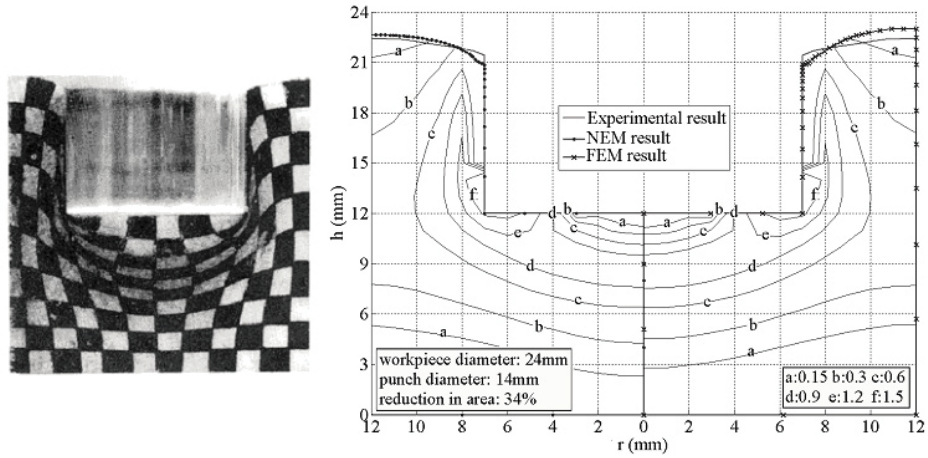 24
21
18
15
12
9
6
3
0
h (mm)
a
b
c
f
d
b
a
b
d
e
e
d
c
b
a
a
b
c
f
d
c
b
a
Experimental result
NEM result
FEM result
workpiece diameter: 24mm
punch diameter: 14mm
reduction in area: 34%
a:0.15 b:0.3 c:0.6
d:0.9 e:1.2 f:1.5
12 8 6 4 2 0 2 4 6 8 10 12
r (mm)